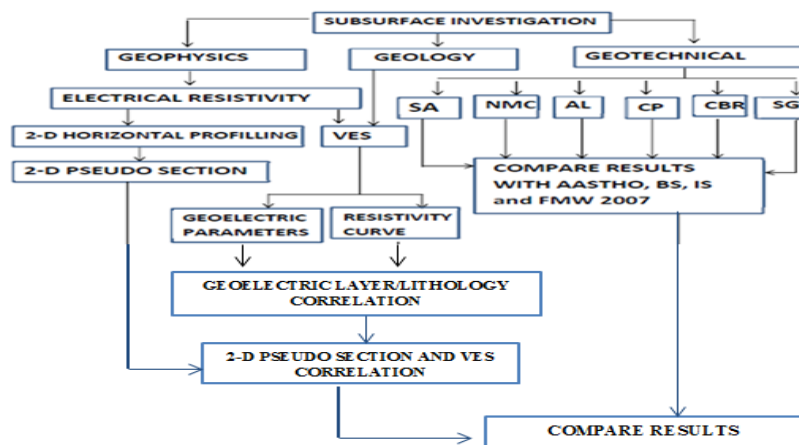 SUBSURFACE INVESTIGATION
GEOPHYSICS
GEOLOGY
GEOTECHNICAL
ELECTRICAL RESISTIVITY
SA
NMC
AL
CP
CBR
SG
2-D HORIZONTAL PROFILLING
VES
2-D PSEUDO SECTION
COMPARE RESULTS
WITH AASTHO, BS, IS
and FMW 2007
GEOELECTRIC
PARAMETERS
RESISTIVITY
CURVE
GEOELECTRIC LAYER/LITHOLOGY
CORRELATION
2-D PSEUDO SECTION AND VES
CORRELATION
COMPARE RESULTS